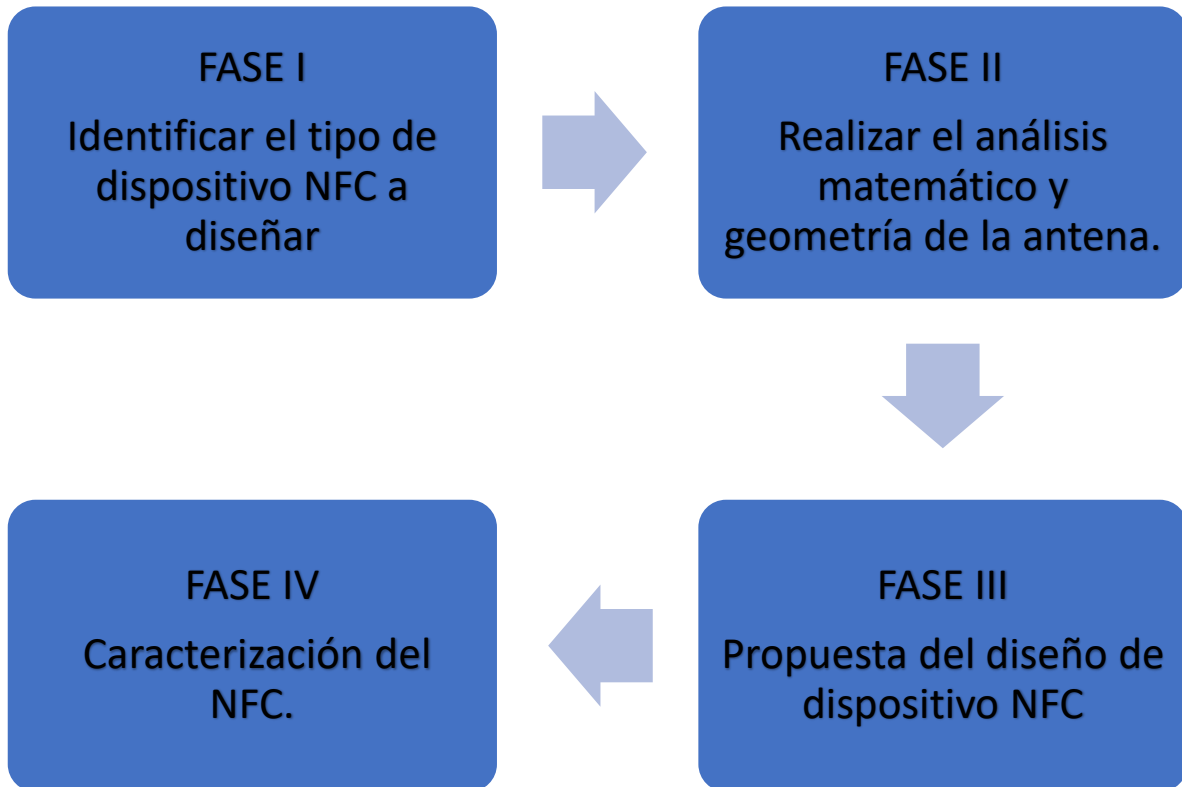 FASE I
Identificar el tipo de
dispositivo NFC a
diseñar
FASE II
Realizar el análisis
matemático y
geometría de la antena.
FASE III
Propuesta del diseño de
dispositivo NFC
FASE IV
Caracterización del
NFC.